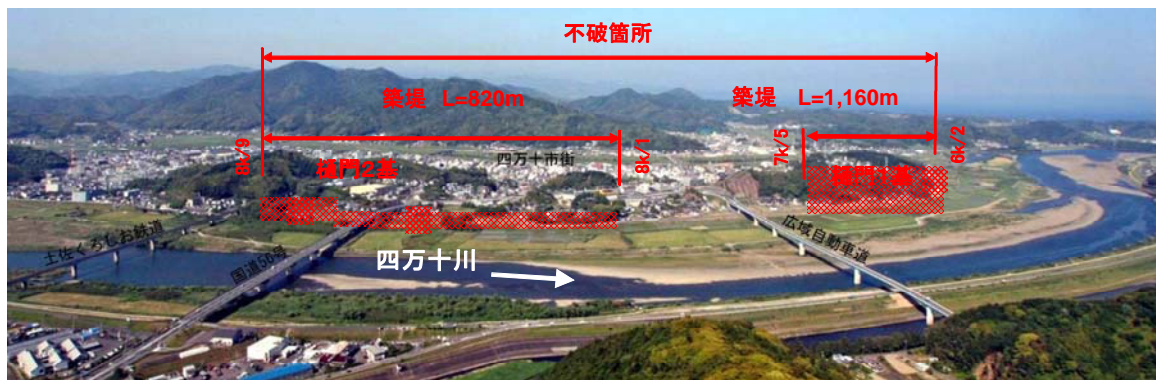 不破箇所
築堤 L=820m
築堤 L=1,160m
8k/9
8k/1
7k/5
6k/2
樋門2基
四万十市街
樋門1基
土佐くろしお鉄道
国道56号
広域自動車道
四万十川